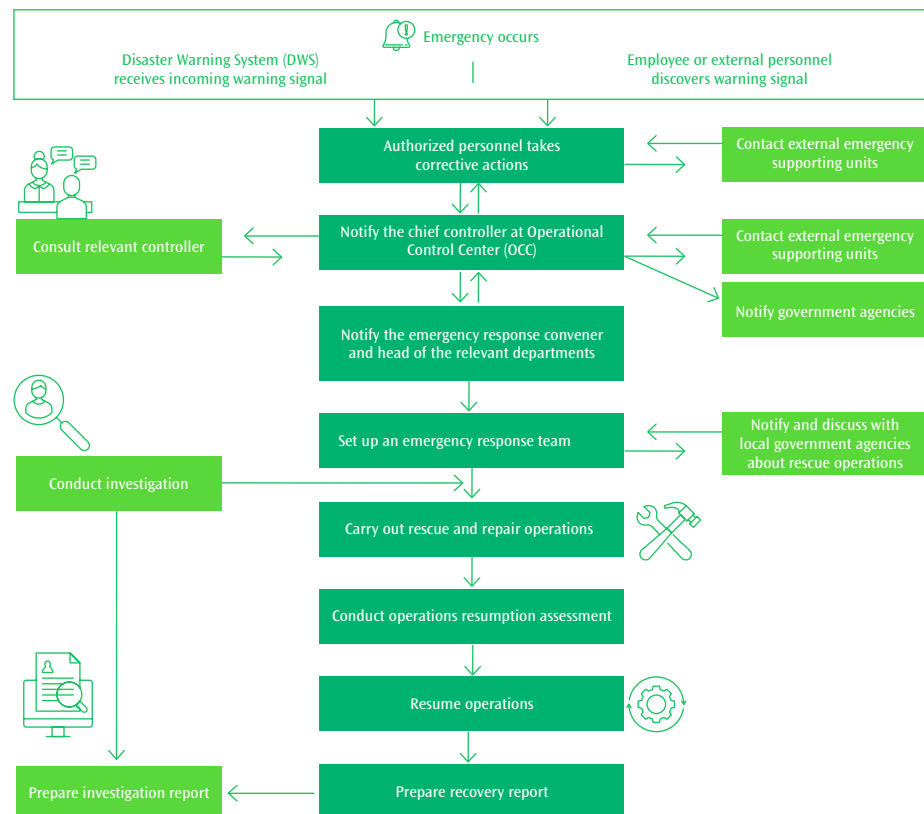 Emergency occurs
Disaster Warning System (DWS)
receives incoming warning signal
Employee or external personnel
discovers warning signal
Authorized personnel takes
corrective actions
Contact external emergency
supporting units
Consult relevant controller
Notify the chief controller at Operational
Control Center (OCC)
Contact external emergency
supporting units
Notify government agencies
Notify the emergency response convener
and head of the relevant departments
Set up an emergency response team
Notify and discuss with
local government agencies
about rescue operations
Conduct investigation
Carry out rescue and repair operations
Conduct operations resumption assessment
Resume operations
Prepare investigation report
Prepare recovery report